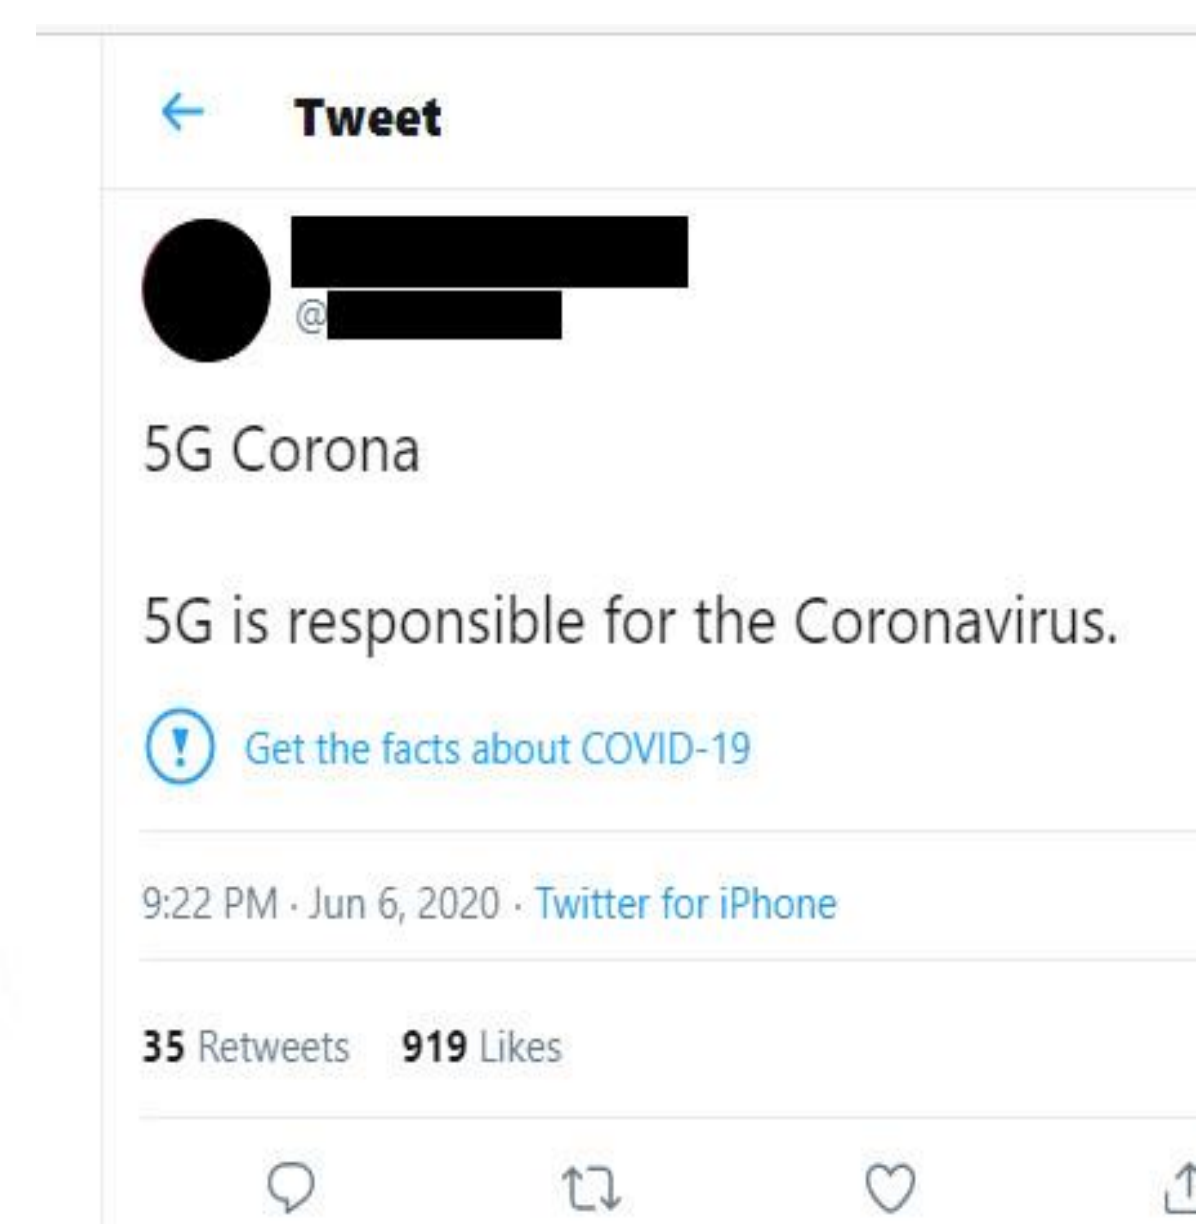 Tweet
@
5G Corona
5G is responsible for the Coronavirus.
Get the facts about COVID-19
9:22 PM · Jun 6, 2020 · Twitter for iPhone
35 Retweets 919 Likes